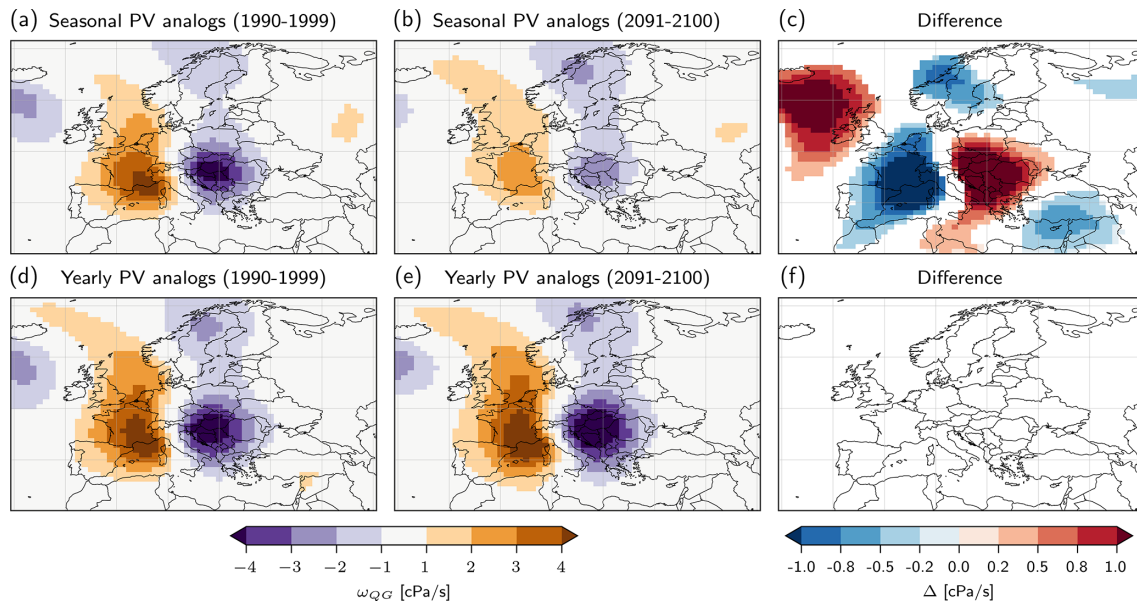 (a) Seasonal PV analogs (1990-1999)
(b) Seasonal PV analogs (2091-2100)
(c) Difference
(d) Yearly PV analogs (1990-1999)
(e) Yearly PV analogs (2091-2100)
(f) Difference
−4 −3 −2 −1 1 2 3 4
ωQG [cPa/s]
-1.0 -0.8 -0.5 -0.2 0.0 0.2 0.5 0.8 1.0
Δ [cPa/s]